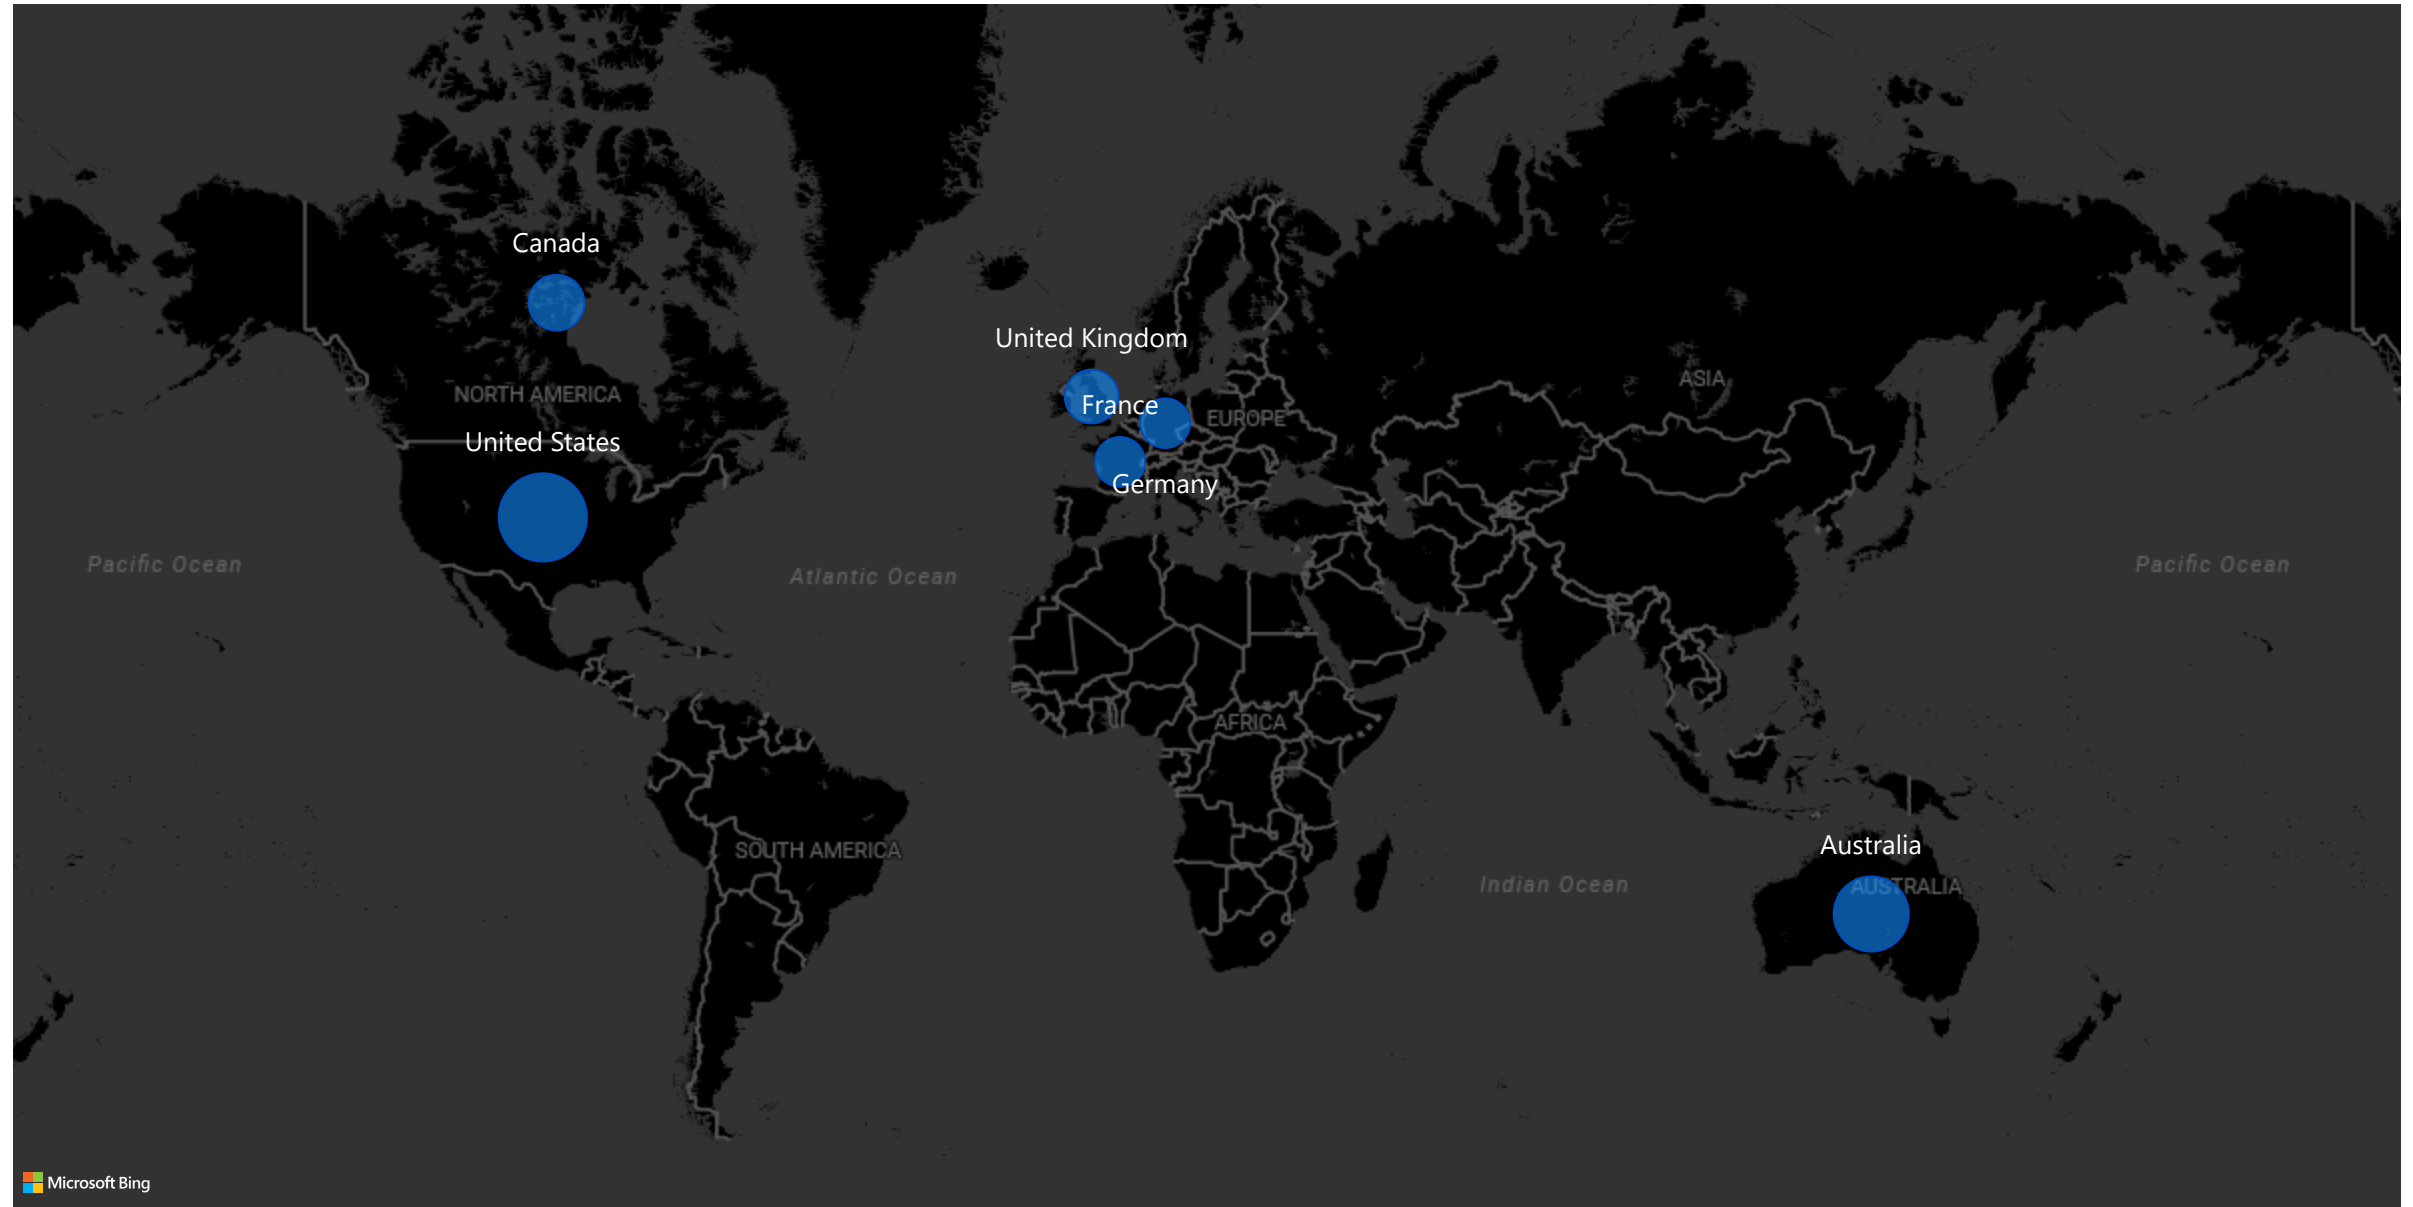 Canada
United Kingdom
ASIA
NORTH AMERICA
France
EUROPE
United States
Germany
Pacific Ocean
Atlantic Ocean
Pacific Ocean
AFRICA
SOUTH AMERICA
Australia
Indian Ocean
AUSTRALIA
Microsoft Bing